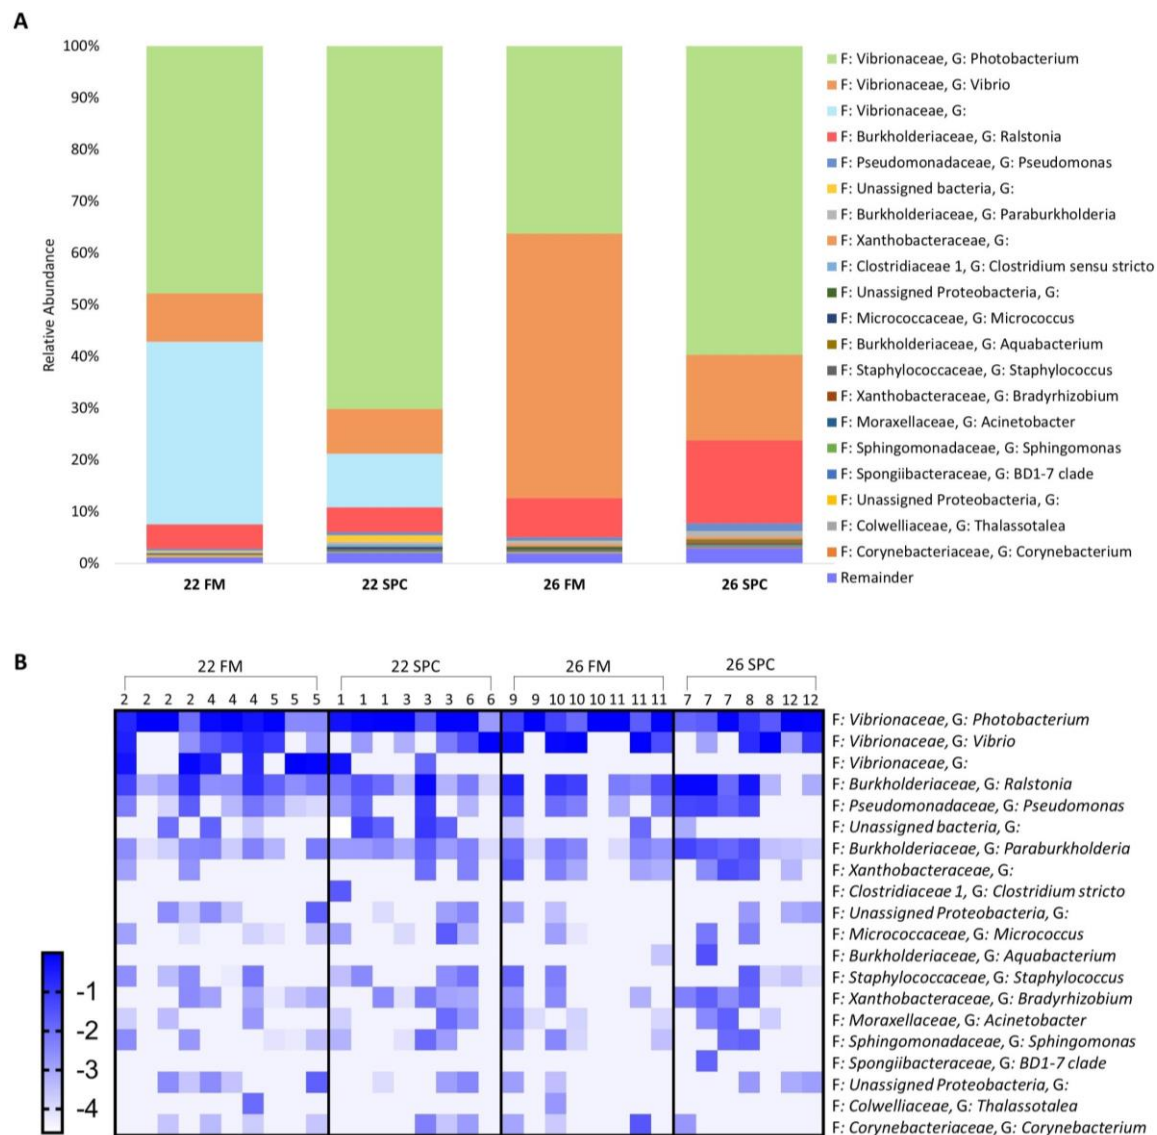 A
100%
90%
80%
70%
60%
50%
40%
30%
20%
10%
0%
Relative Abundance
22 FM 22 SPC 26 FM 26 SPC
F: Vibrionaceae, G: Photobacterium
F: Vibrionaceae, G: Vibrio
F: Vibrionaceae, G:
F: Burkholderiaceae, G: Ralstonia
F: Pseudomonadaceae, G: Pseudomonas
F: Unassigned bacteria, G:
F: Burkholderiaceae, G: Paraburkholderia
F: Xanthobacteraceae, G:
F: Clostridiaceae 1, G: Clostridium sensu stricto
F: Unassigned Proteobacteria, G:
F: Micrococcaceae, G: Micrococcus
F: Burkholderiaceae, G: Aquabacterium
F: Staphylococcaceae, G: Staphylococcus
F: Xanthobacteraceae, G: Bradyrhizobium
F: Moraxellaceae, G: Acinetobacter
F: Sphingomonadaceae, G: Sphingomonas
F: Spongiibacteraceae, G: BD1-7 clade
F: Unassigned Proteobacteria, G:
F: Colwelliaceae, G: Thalassotalea
F: Corynebacteriaceae, G: Corynebacterium
Remainder
B
22 FM 22 SPC 26 FM 26 SPC
2 2 2 2 4 4 4 5 5 5 1 1 1 3 3 3 6 6 9 9 10 10 10 11 11 11 7 7 7 8 8 12 12
F: Vibrionaceae, G: Photobacterium
F: Vibrionaceae, G: Vibrio
F: Vibrionaceae, G:
F: Burkholderiaceae, G: Ralstonia
F: Pseudomonadaceae, G: Pseudomonas
F: Unassigned bacteria, G:
F: Burkholderiaceae, G: Paraburkholderia
F: Xanthobacteraceae, G:
F: Clostridiaceae 1, G: Clostridium stricto
F: Unassigned Proteobacteria, G:
F: Micrococcaceae, G: Micrococcus
F: Burkholderiaceae, G: Aquabacterium
F: Staphylococcaceae, G: Staphylococcus
F: Xanthobacteraceae, G: Bradyrhizobium
F: Moraxellaceae, G: Acinetobacter
F: Sphingomonadaceae, G: Sphingomonas
F: Spongiibacteraceae, G: BD1-7 clade
F: Unassigned Proteobacteria, G:
F: Colwelliaceae, G: Thalassotalea
F: Corynebacteriaceae, G: Corynebacterium
-1
-2
-3
-4